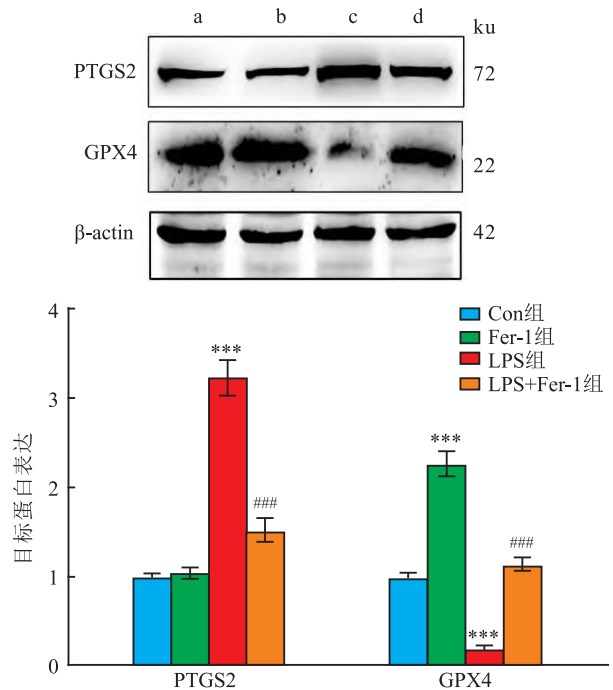 a b c d ku
PTGS2 72
GPX4 22
β-actin 42
4
3
2
1
0
目标蛋白表达
Con组
Fer-1组
LPS组
LPS+Fer-1组
***
###
***
***
###
PTGS2 GPX4